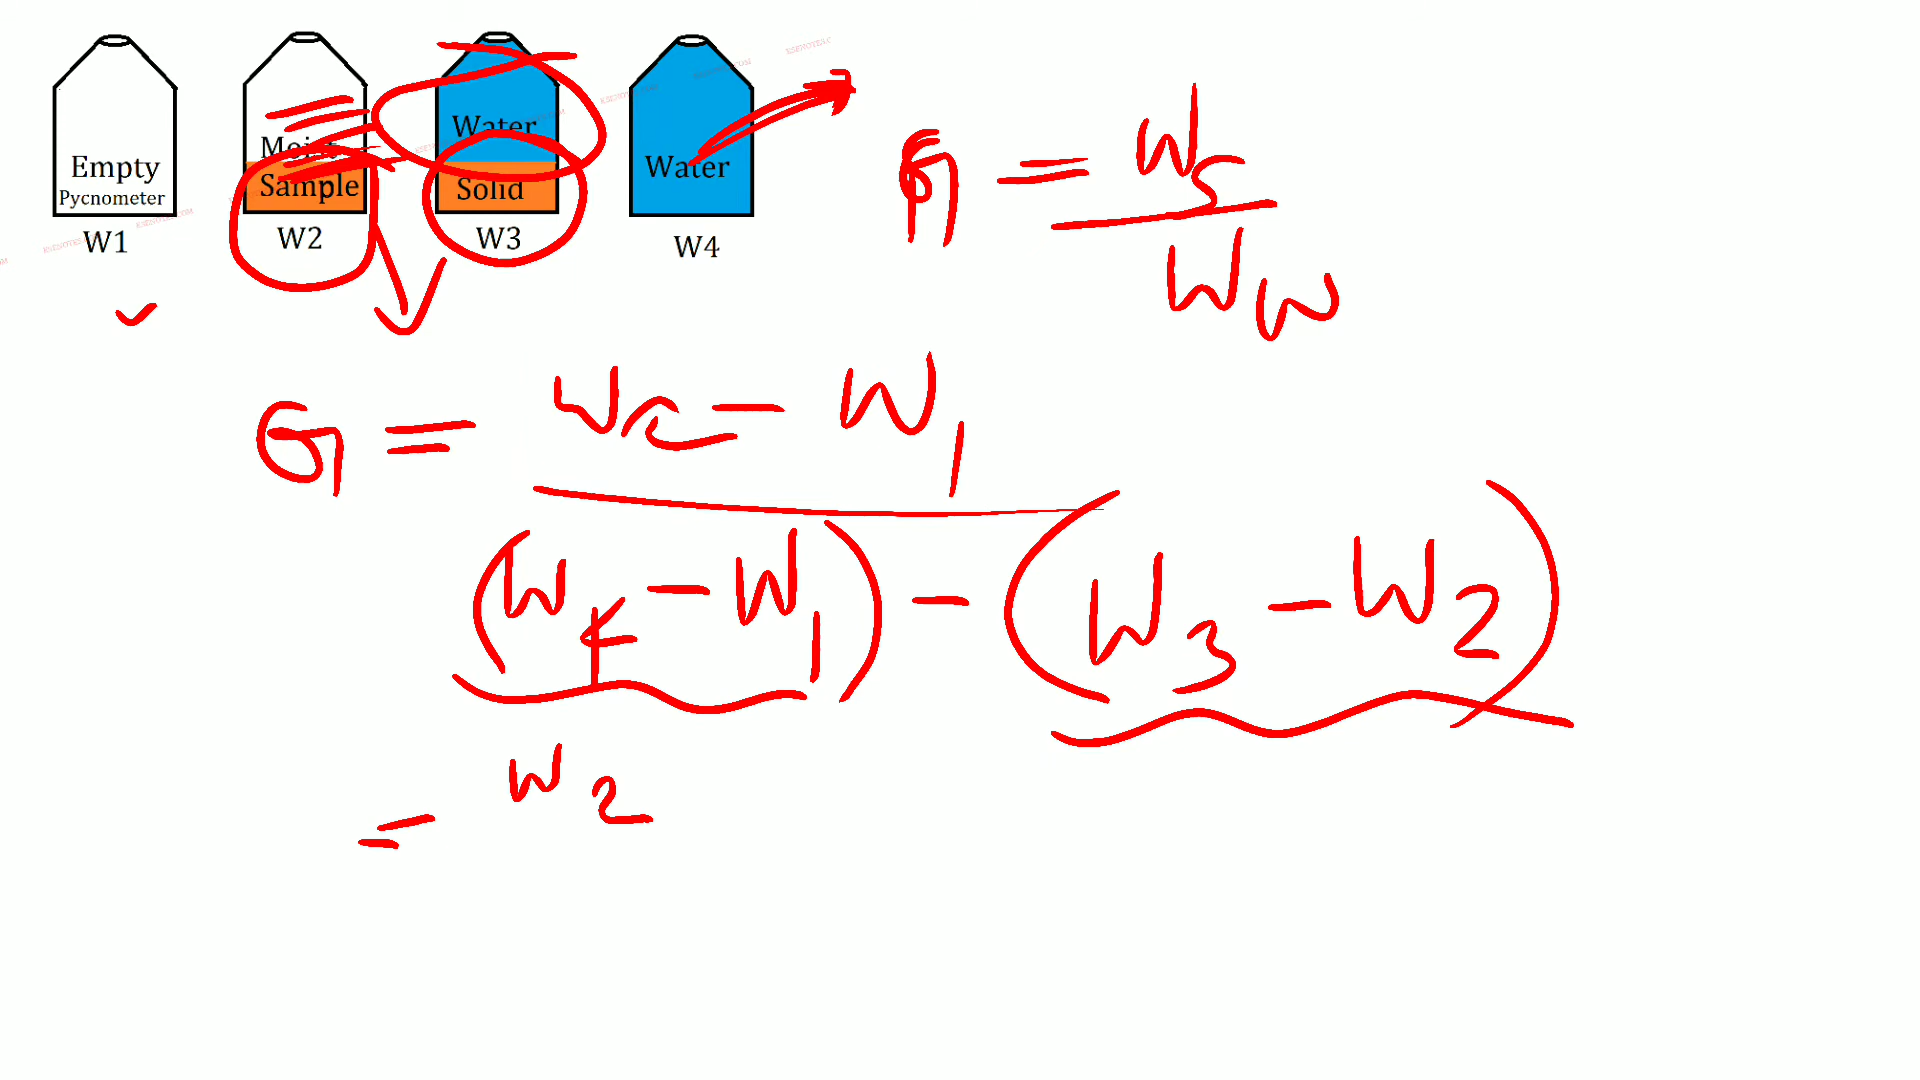 Empty
Pycnometer
W1
Moist
Sample
W2
Water
Solid
W3
Water
W4
G = Ws / Ww
G = W2 - W1
(W4 - W1) - (W3 - W2)
= W2